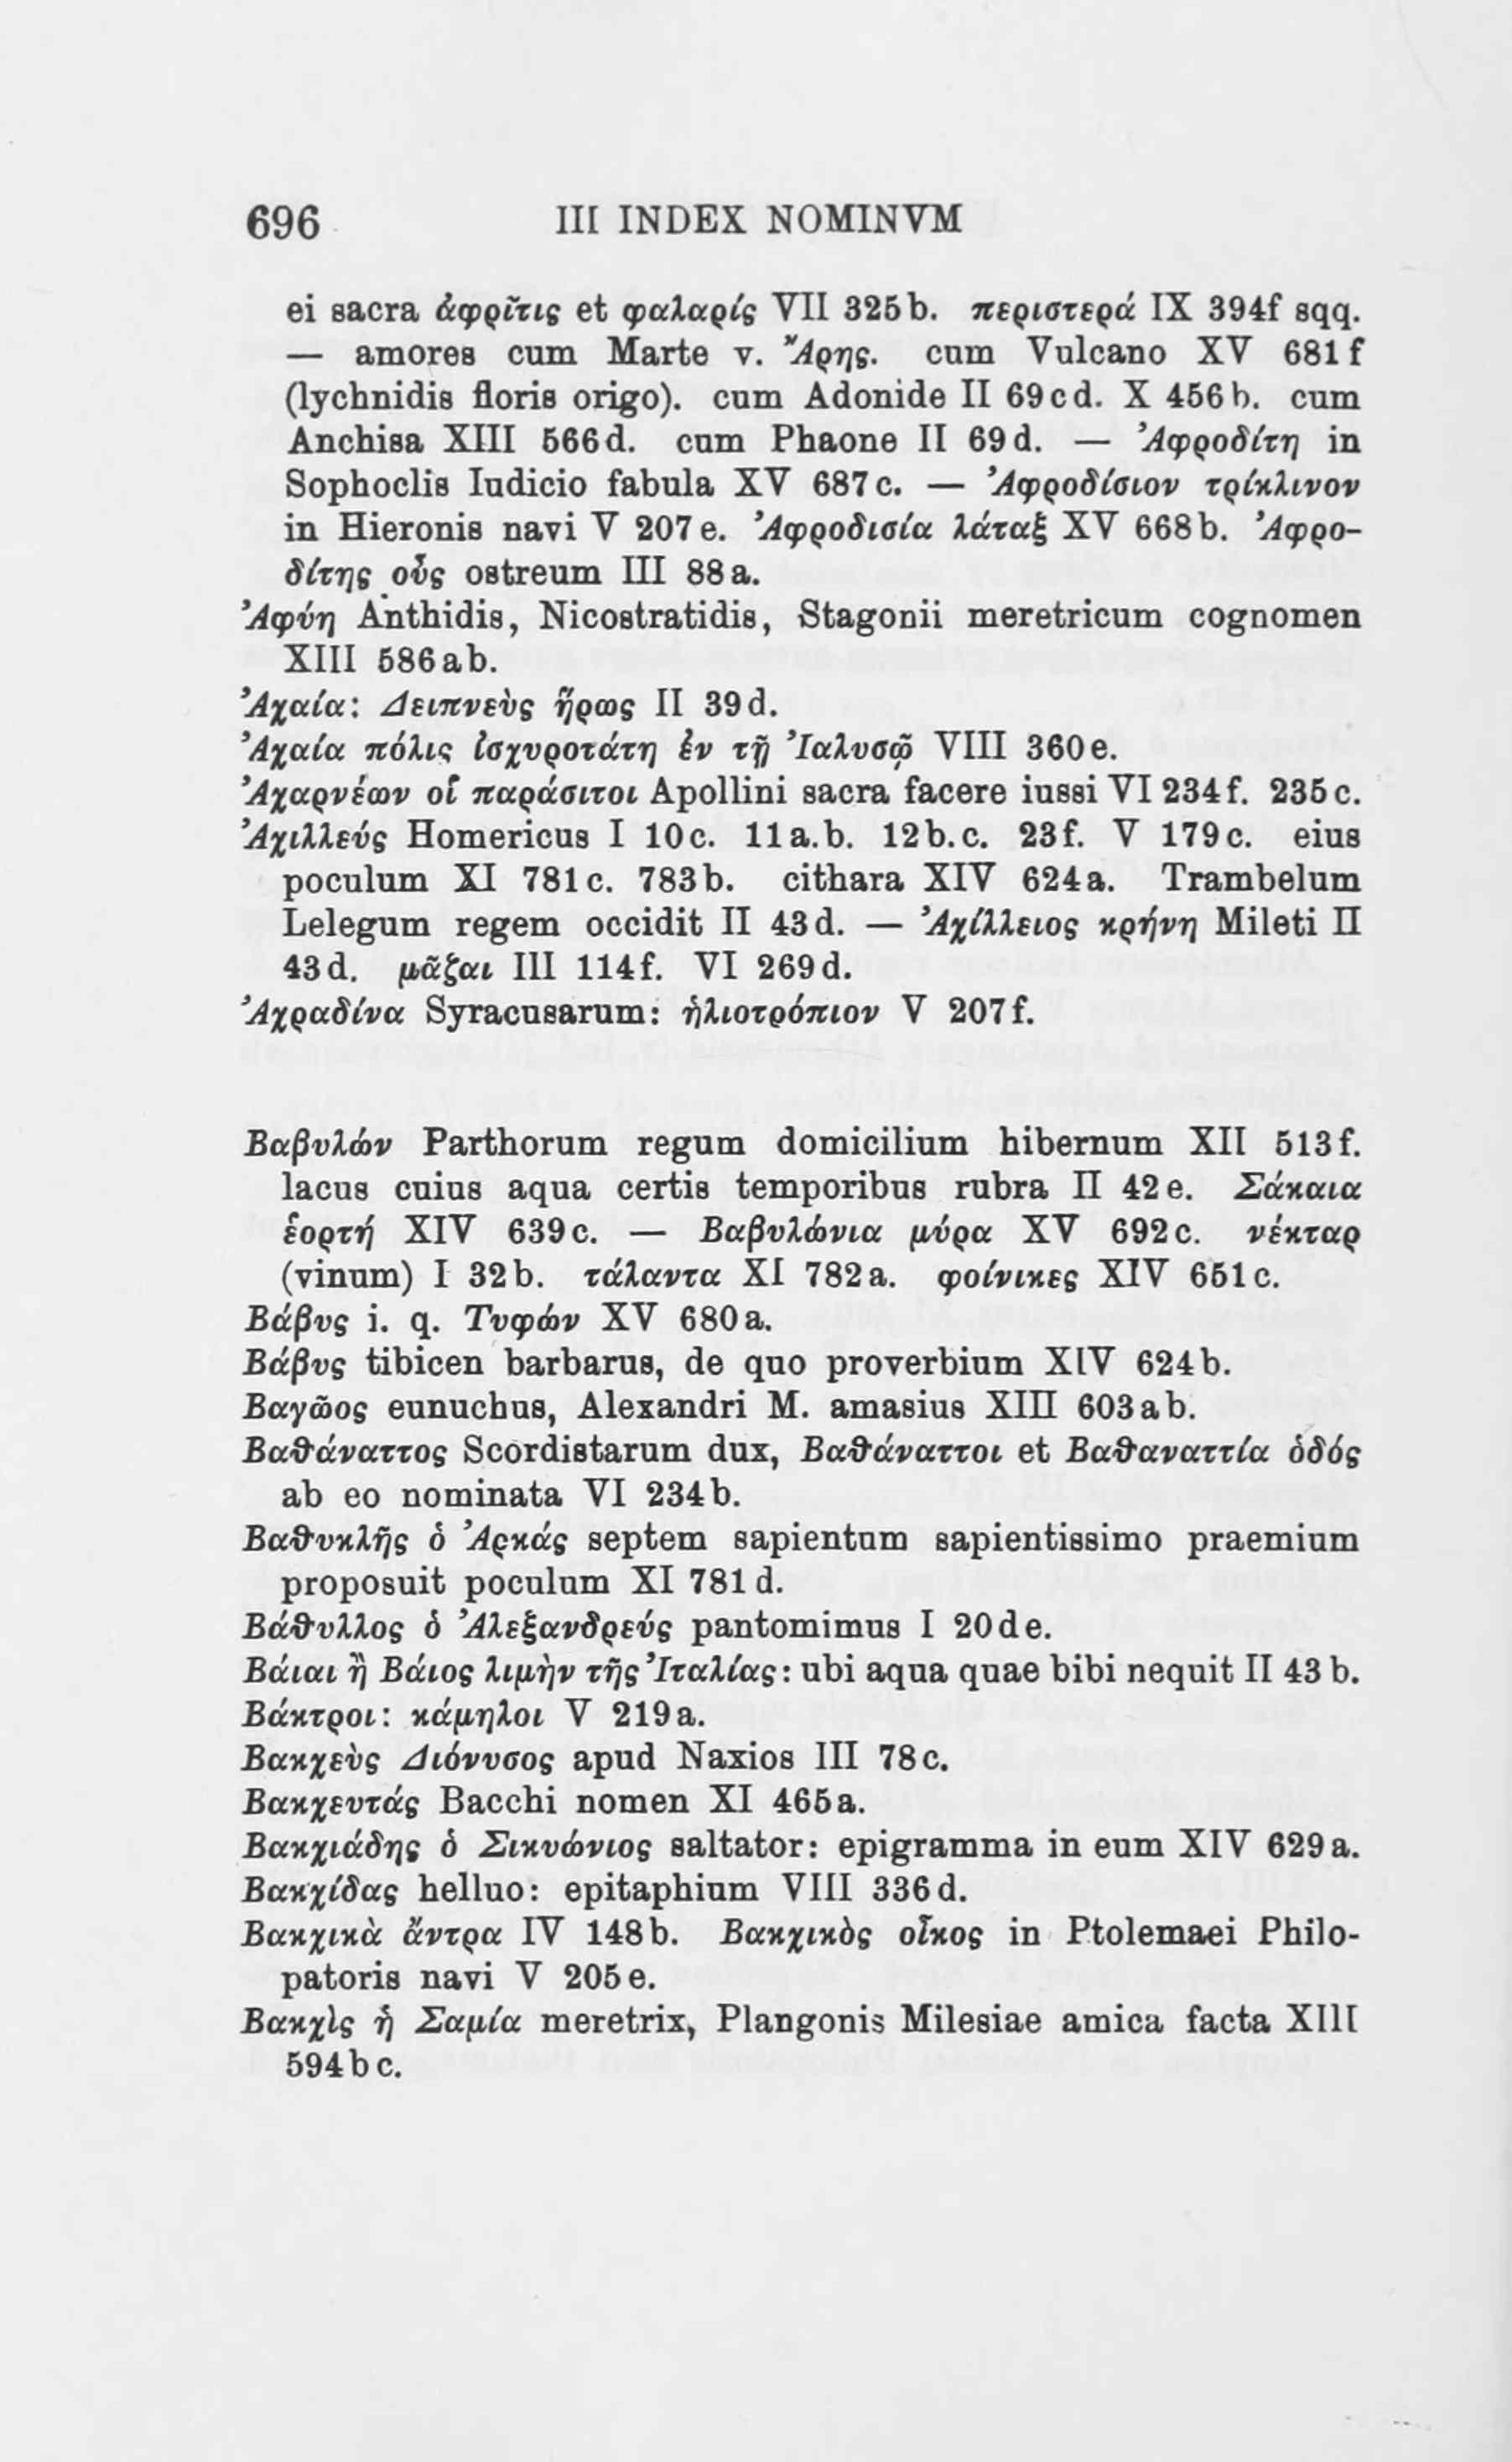 696 III INDEX NOMINVM
ei sacra ἀφρῖτις et φαλαρίς VII 325b. περιστερά IX 394f sqq.
— amores cum Marte v. Ἄρης. cum Vulcano XV 681f
(lychnidis floris origo). cum Adonide II 69cd. X 456b. cum
Anchisa XIII 566d. cum Phaone II 69d. — Ἀφροδίτη in
Sophoclis Iudicio fabula XV 687c. — Ἀφροδίσιον τρίκλινον
in Hieronis navi V 207e. Ἀφροδισία λάταξ XV 668b. Ἀφρο-
δίτης οὖς ostreum III 88a.
Ἀφύη Anthidis, Nicostratidis, Stagonii meretricum cognomen
XIII 586ab.
Ἀχαία: Δειπνεὺς ἥρως II 39d.
Ἀχαία πόλις ἰσχυροτάτη ἐν τῇ Ἰαλυσῷ VIII 360e.
Ἀχαρνέων οἱ παράσιτοι Apollini sacra facere iussi VI 234f. 235c.
Ἀχιλλεύς Homericus I 10c. 11a.b. 12b.c. 23f. V 179c. eius
poculum XI 781c. 783b. cithara XIV 624a. Trambelum
Lelegum regem occidit II 43d. — Ἀχίλλειος κρήνη Mileti II
43d. μᾶζαι III 114f. VI 269d.
Ἀχραδίνα Syracusarum: ἡλιοτρόπιον V 207f.
Βαβυλών Parthorum regum domicilium hibernum XII 513f.
lacus cuius aqua certis temporibus rubra II 42e. Σάκαια
ἑορτή XIV 639c. — Βαβυλώνια μύρα XV 692c. νέκταρ
(vinum) I 32b. τάλαντα XI 782a. φοίνικες XIV 651c.
Βάβυς i. q. Τυφών XV 680a.
Βάβυς tibicen barbarus, de quo proverbium XIV 624b.
Βαγῶος eunuchus, Alexandri M. amasius XIII 603ab.
Βαθάναττος Scordistarum dux, Βαθάναττοι et Βαθαναττία ὁδός
ab eo nominata VI 234b.
Βαθυκλῆς ὁ Ἀρκάς septem sapientum sapientissimo praemium
proposuit poculum XI 781d.
Βάθυλλος ὁ Ἀλεξανδρεύς pantomimus I 20de.
Βάιαι ἢ Βάιος λιμὴν τῆς Ἰταλίας: ubi aqua quae bibi nequit II 43b.
Βάκτροι: κάμηλοι V 219a.
Βακχεὺς Διόνυσος apud Naxios III 78c.
Βακχευτάς Bacchi nomen XI 465a.
Βακχιάδης ὁ Σικυώνιος saltator: epigramma in eum XIV 629a.
Βακχίδας helluo: epitaphium VIII 336d.
Βακχικὰ ἄντρα IV 148b. Βακχικὸς οἶκος in Ptolemaei Philo-
patoris navi V 205e.
Βακχὶς ἡ Σαμία meretrix, Plangonis Milesiae amica facta XIII
594bc.